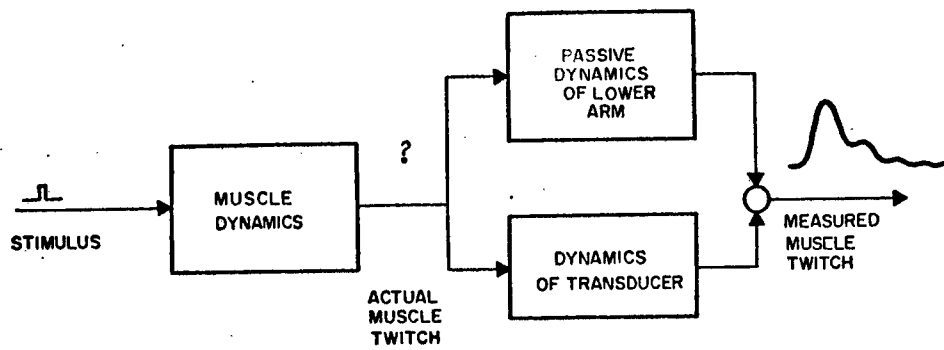 PASSIVE
DYNAMICS
OF LOWER
ARM
?
MUSCLE
DYNAMICS
STIMULUS
ACTUAL
MUSCLE
TWITCH
DYNAMICS
OF TRANSDUCER
MEASURED
MUSCLE
TWITCH